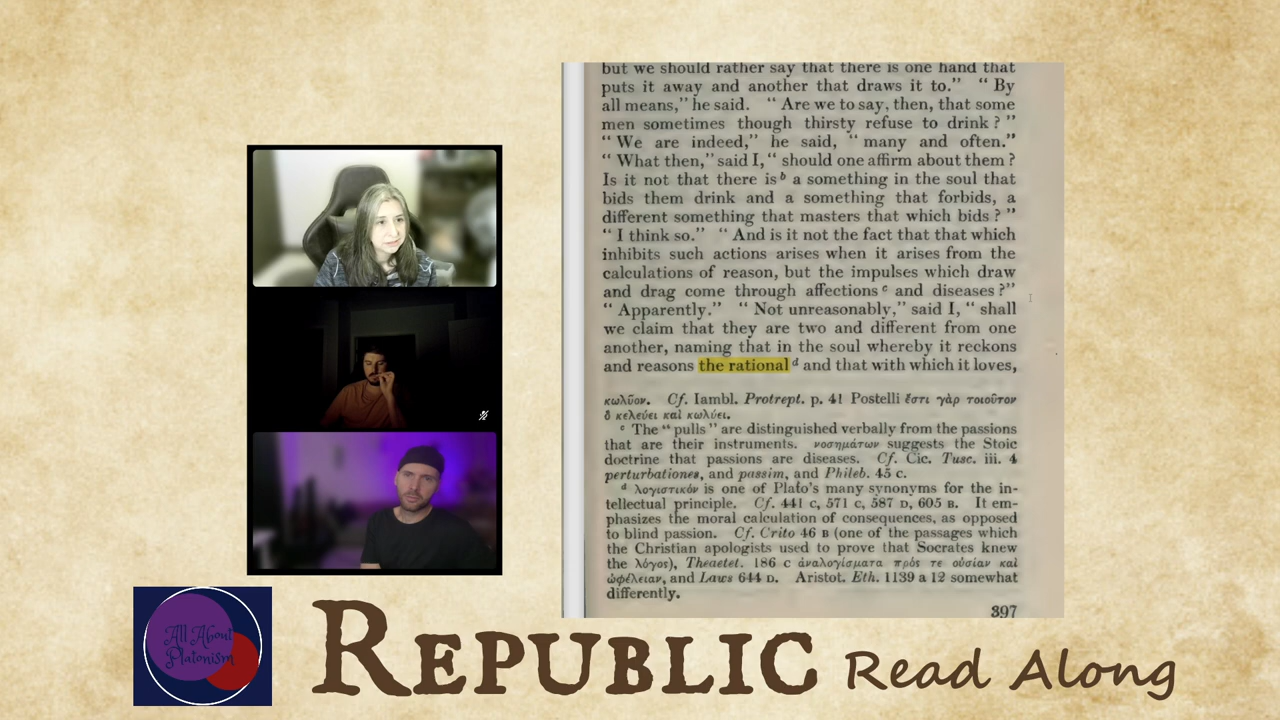 but we should rather say that there is one hand that
puts it away and another that draws it to.” “ By
all means,” he said. “ Are we to say, then, that some
men sometimes though thirsty refuse to drink ? ”
“ We are indeed,” he said, “ many and often.”
“ What then,” said I, “ should one affirm about them ?
Is it not that there is ᵇ a something in the soul that
bids them drink and a something that forbids, a
different something that masters that which bids ? ”
“ I think so.” “ And is it not the fact that that which
inhibits such actions arises when it arises from the
calculations of reason, but the impulses which draw
and drag come through affections ᶜ and diseases ?”
“ Apparently.” “ Not unreasonably,” said I, “ shall
we claim that they are two and different from one
another, naming that in the soul whereby it reckons
and reasons the rational ᵈ and that with which it loves,
κωλῦον. Cf. Iambl. Protrept. p. 41 Postelli ἔστι γὰρ τοιοῦτον
ὃ κελεύει καὶ κωλύει.
ᶜ The “ pulls ” are distinguished verbally from the passions
that are their instruments. νοσημάτων suggests the Stoic
doctrine that passions are diseases. Cf. Cic. Tusc. iii. 4
perturbationes, and passim, and Phileb. 45 c.
ᵈ λογιστικόν is one of Plato’s many synonyms for the in-
tellectual principle. Cf. 441 c, 571 c, 587 D, 605 B. It em-
phasizes the moral calculation of consequences, as opposed
to blind passion. Cf. Crito 46 B (one of the passages which
the Christian apologists used to prove that Socrates knew
the λόγος), Theaetet. 186 c ἀναλογίσματα πρός τε οὐσίαν καὶ
ὠφέλειαν, and Laws 644 D. Aristot. Eth. 1139 a 12 somewhat
differently.
397
All About
Platonism
REPUBLIC Read Along